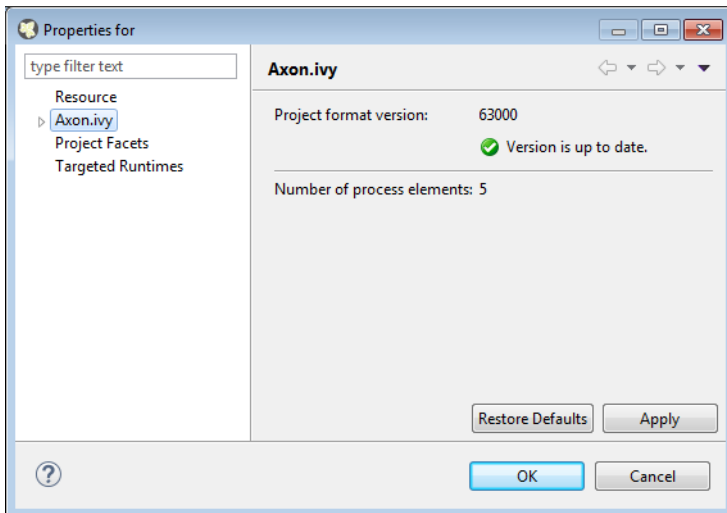 Properties for
type filter text
Resource
Axon.ivy
Project Facets
Targeted Runtimes
Axon.ivy
Project format version: 63000
Version is up to date.
Number of process elements: 5
Restore Defaults
Apply
OK
Cancel